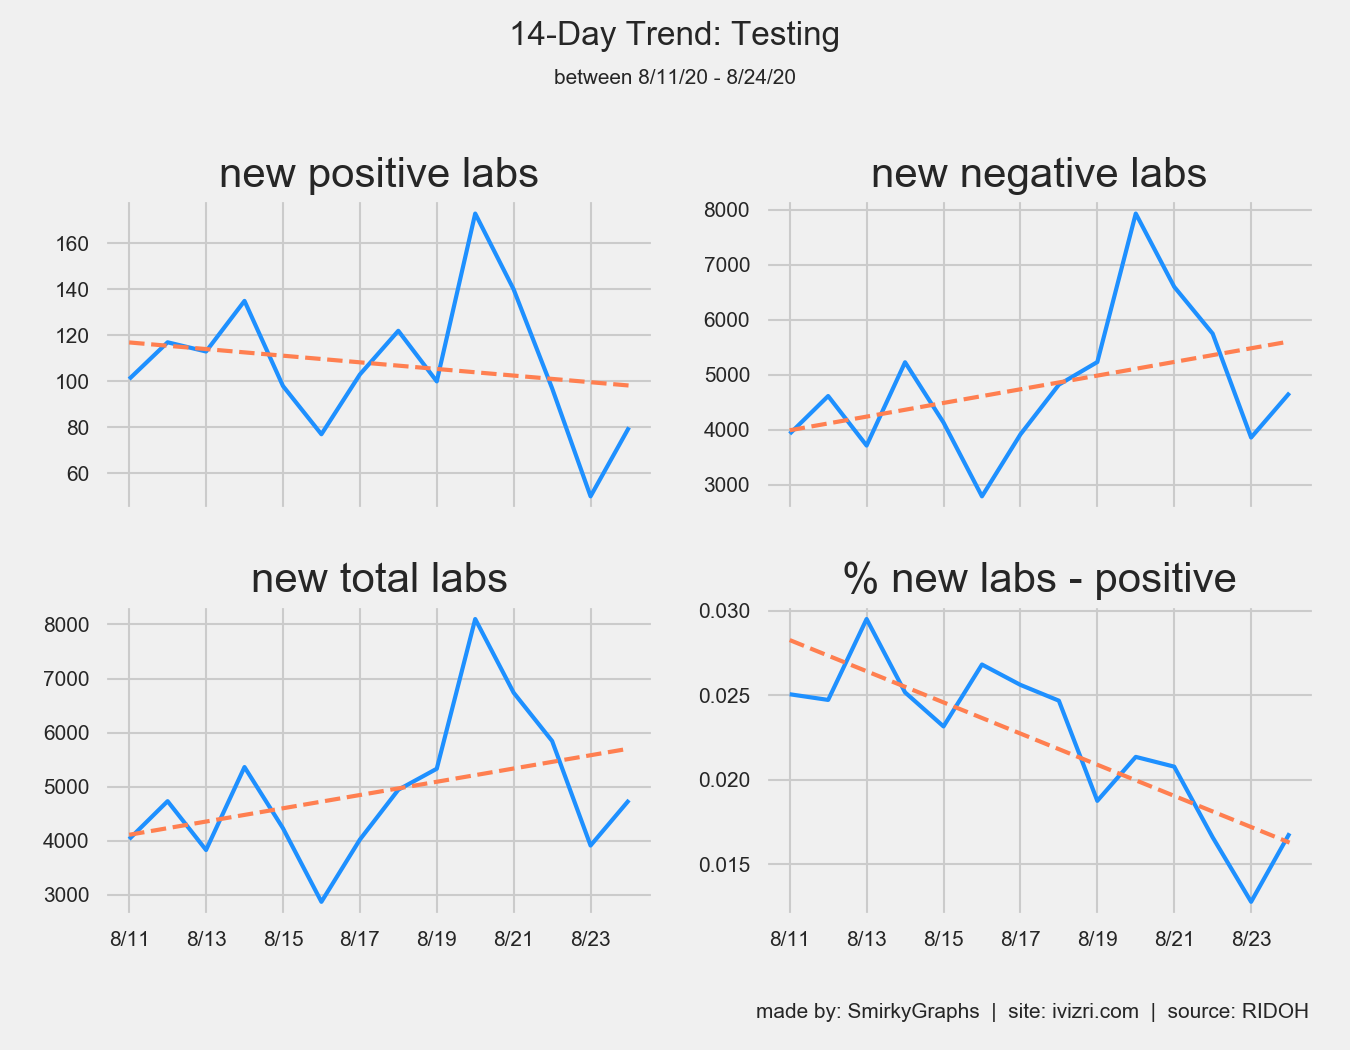 14-Day Trend: Testing
between 8/11/20 - 8/24/20
new positive labs
160
140
120
100
80
60
new negative labs
8000
7000
6000
5000
4000
3000
new total labs
8000
7000
6000
5000
4000
3000
8/11 8/13 8/15 8/17 8/19 8/21 8/23
% new labs - positive
0.030
0.025
0.020
0.015
8/11 8/13 8/15 8/17 8/19 8/21 8/23
made by: SmirkyGraphs | site: ivizri.com | source: RIDOH